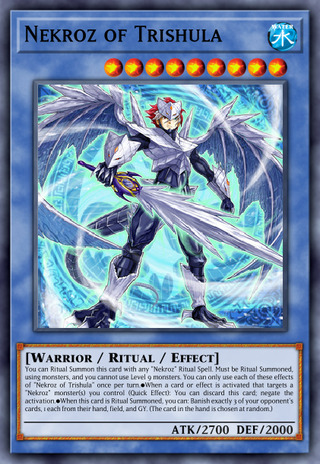 Nekroz of Trishula
WATER
水
[Warrior / Ritual / Effect]
You can Ritual Summon this card with any "Nekroz" Ritual Spell. Must be Ritual Summoned,
using monsters, and you cannot use Level 9 monsters. You can only use each of these effects
of "Nekroz of Trishula" once per turn.●When a card or effect is activated that targets a
"Nekroz" monster(s) you control (Quick Effect): You can discard this card; negate the
activation.●When this card is Ritual Summoned, you can: Banish exactly 3 of your opponent's
cards, 1 each from their hand, field, and GY. (The card in the hand is chosen at random.)
ATK/2700 DEF/2000